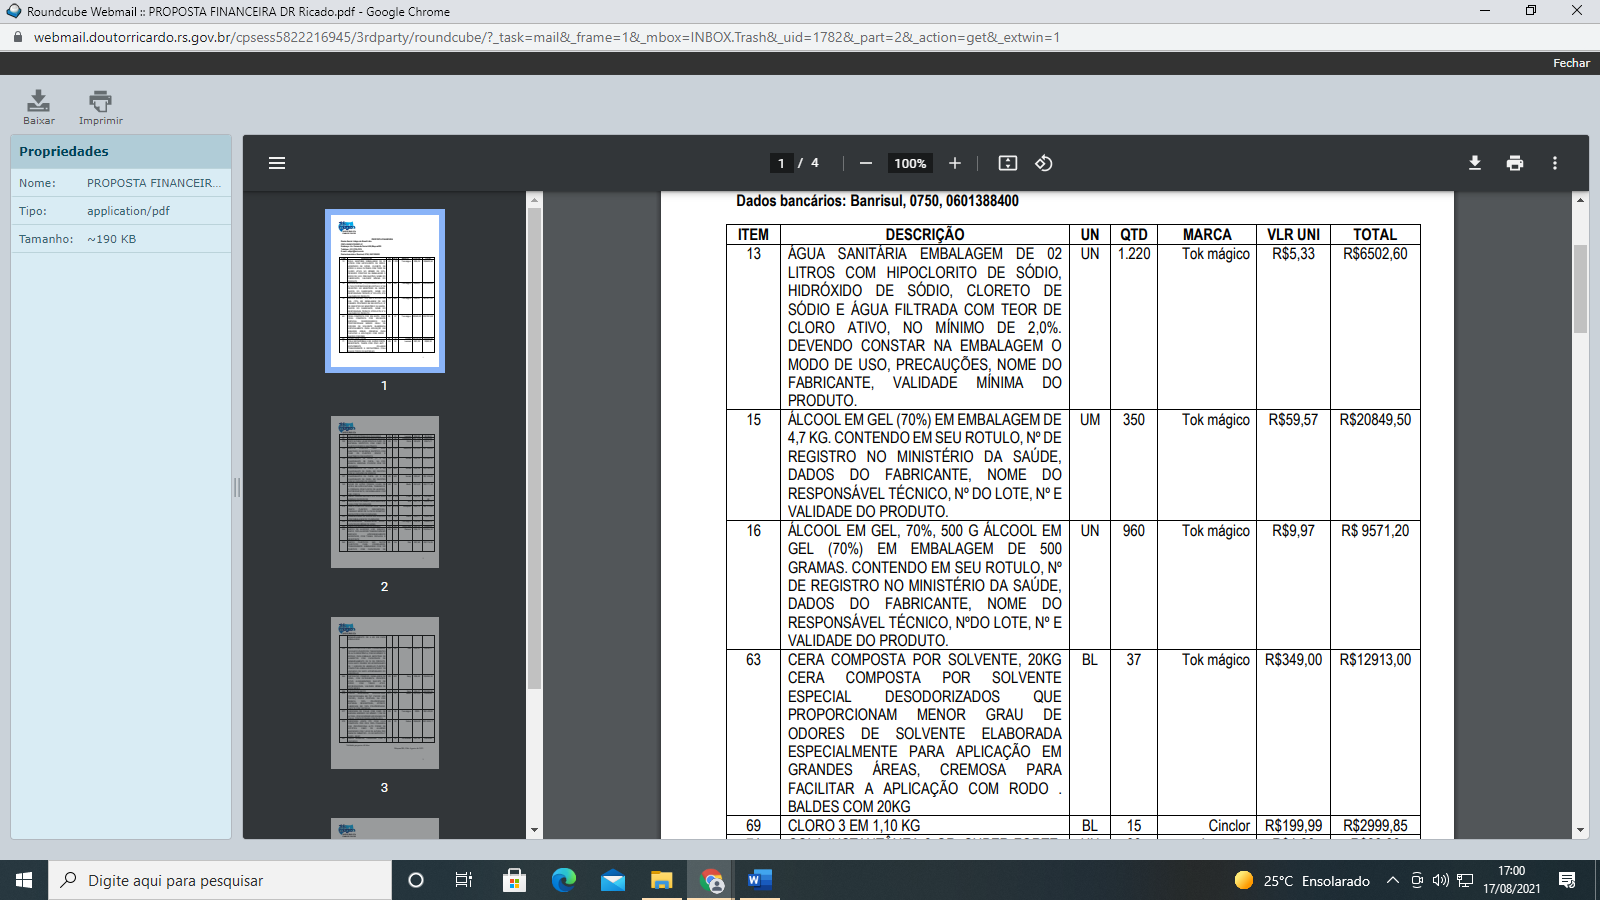 Roundcube Webmail :: PROPOSTA FINANCEIRA DR Ricado.pdf - Google Chrome
webmail.doutorricardo.rs.gov.br/cpsess5822216945/3rdparty/roundcube/?_task=mail&_frame=1&_mbox=INBOX.Trash&_uid=1782&_part=2&_action=get&_extwin=1
Fechar
Baixar
Imprimir
Propriedades
Nome: PROPOSTA FINANCEIR...
Tipo: application/pdf
Tamanho: ~190 KB
1 / 4
100%
1
2
3
Dados bancários: Banrisul, 0750, 0601388400
ITEM DESCRIÇÃO UN QTD MARCA VLR UNI TOTAL
13 ÁGUA SANITÁRIA EMBALAGEM DE 02 UN 1.220 Tok mágico R$5,33 R$6502,60
LITROS COM HIPOCLORITO DE SÓDIO,
HIDRÓXIDO DE SÓDIO, CLORETO DE
SÓDIO E ÁGUA FILTRADA COM TEOR DE
CLORO ATIVO, NO MÍNIMO DE 2,0%.
DEVENDO CONSTAR NA EMBALAGEM O
MODO DE USO, PRECAUÇÕES, NOME DO
FABRICANTE, VALIDADE MÍNIMA DO
PRODUTO.
15 ÁLCOOL EM GEL (70%) EM EMBALAGEM DE UM 350 Tok mágico R$59,57 R$20849,50
4,7 KG. CONTENDO EM SEU ROTULO, Nº DE
REGISTRO NO MINISTÉRIO DA SAÚDE,
DADOS DO FABRICANTE, NOME DO
RESPONSÁVEL TÉCNICO, Nº DO LOTE, Nº E
VALIDADE DO PRODUTO.
16 ÁLCOOL EM GEL, 70%, 500 G ÁLCOOL EM UN 960 Tok mágico R$9,97 R$ 9571,20
GEL (70%) EM EMBALAGEM DE 500
GRAMAS. CONTENDO EM SEU ROTULO, Nº
DE REGISTRO NO MINISTÉRIO DA SAÚDE,
DADOS DO FABRICANTE, NOME DO
RESPONSÁVEL TÉCNICO, NºDO LOTE, Nº E
VALIDADE DO PRODUTO.
63 CERA COMPOSTA POR SOLVENTE, 20KG BL 37 Tok mágico R$349,00 R$12913,00
CERA COMPOSTA POR SOLVENTE
ESPECIAL DESODORIZADOS QUE
PROPORCIONAM MENOR GRAU DE
ODORES DE SOLVENTE ELABORADA
ESPECIALMENTE PARA APLICAÇÃO EM
GRANDES ÁREAS, CREMOSA PARA
FACILITAR A APLICAÇÃO COM RODO .
BALDES COM 20KG
69 CLORO 3 EM 1,10 KG BL 15 Cinclor R$199,99 R$2999,85
Digite aqui para pesquisar
25°C Ensolarado
17:00
17/08/2021